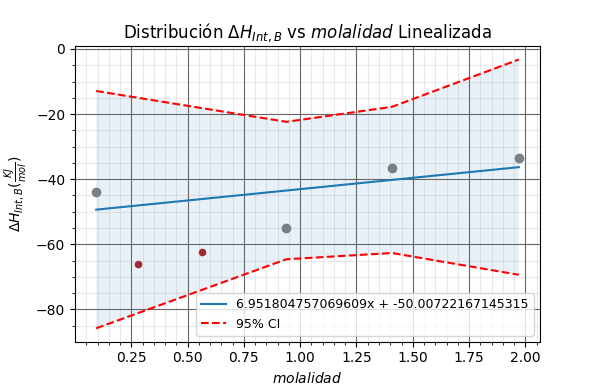 Distribución ΔH_{Int, B} vs molalidad Linealizada
ΔH_{Int, B}(\frac{KJ}{mol})
0
−20
−40
−60
−80
6.951804757069609x + -50.00722167145315
95% CI
0.25 0.50 0.75 1.00 1.25 1.50 1.75 2.00
molalidad